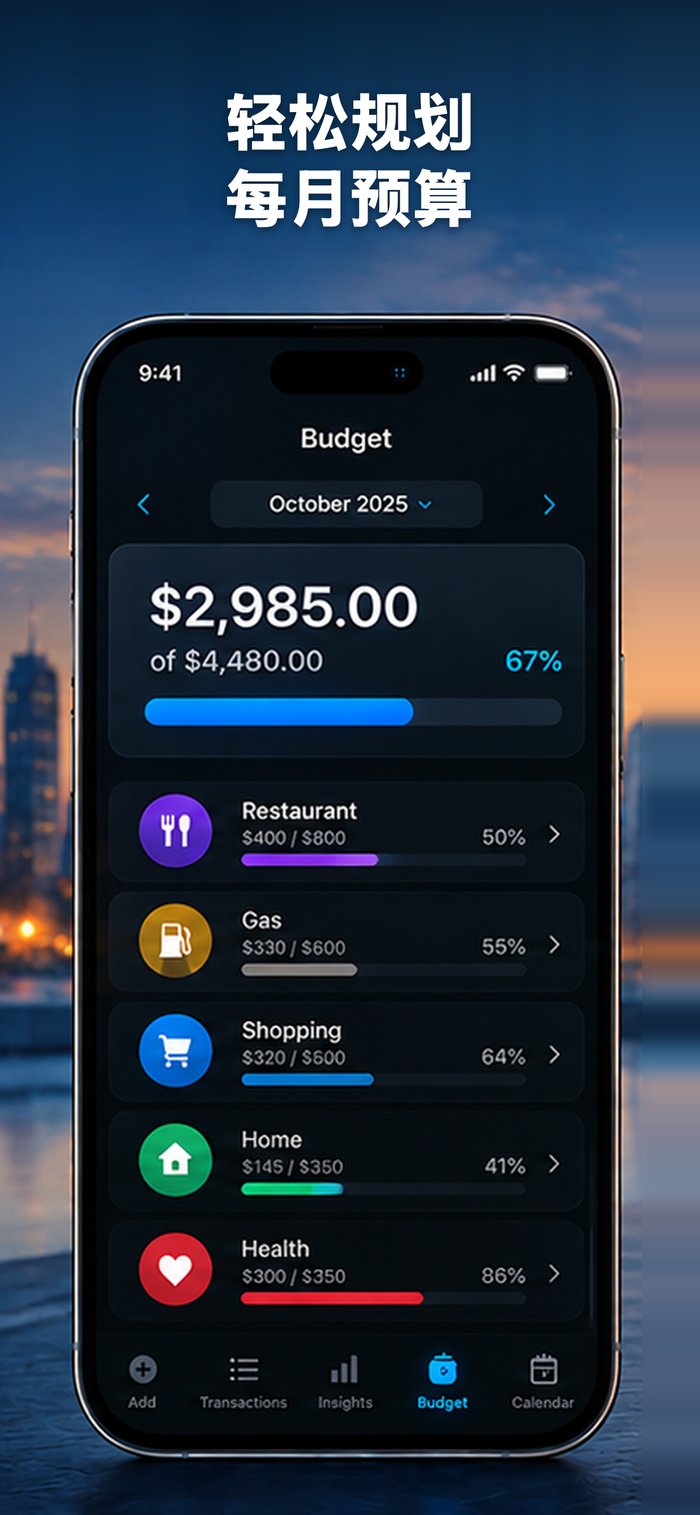 轻松规划
每月预算
9:41
Budget
October 2025
$2,985.00
of $4,480.00
67%
Restaurant
$400 / $800
50%
Gas
$330 / $600
55%
Shopping
$320 / $600
64%
Home
$145 / $350
41%
Health
$300 / $350
86%
Add
Transactions
Insights
Budget
Calendar